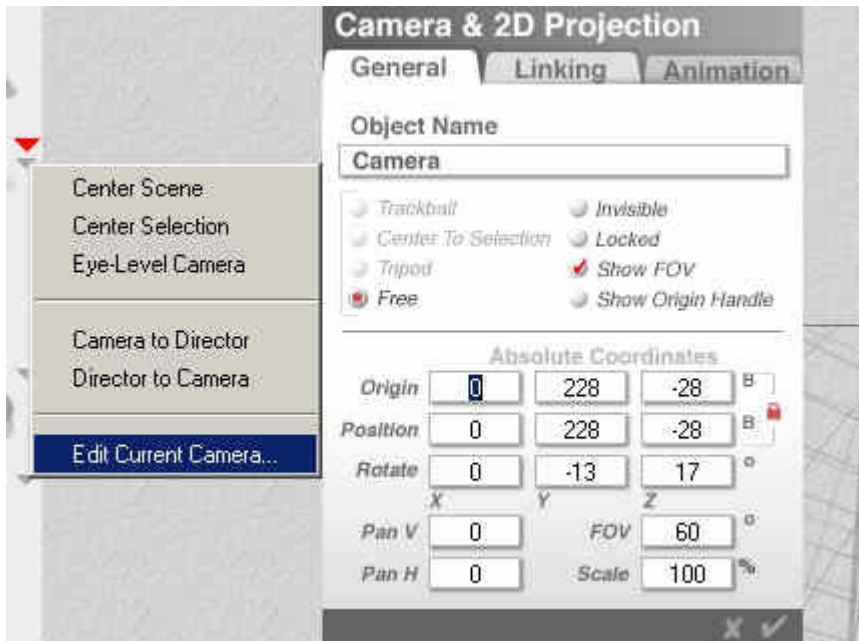 Camera & 2D Projection
General Linking Animation
Object Name
Camera
Trackball Invisible
Center To Selection Locked
Tripod Show FOV
Free Show Origin Handle
Absolute Coordinates
Origin 0 228 -28 B
Position 0 228 -28 B
Rotate 0 -13 17 °
X Y Z
Pan V 0 FOV 60 °
Pan H 0 Scale 100 %
Center Scene
Center Selection
Eye-Level Camera
Camera to Director
Director to Camera
Edit Current Camera...